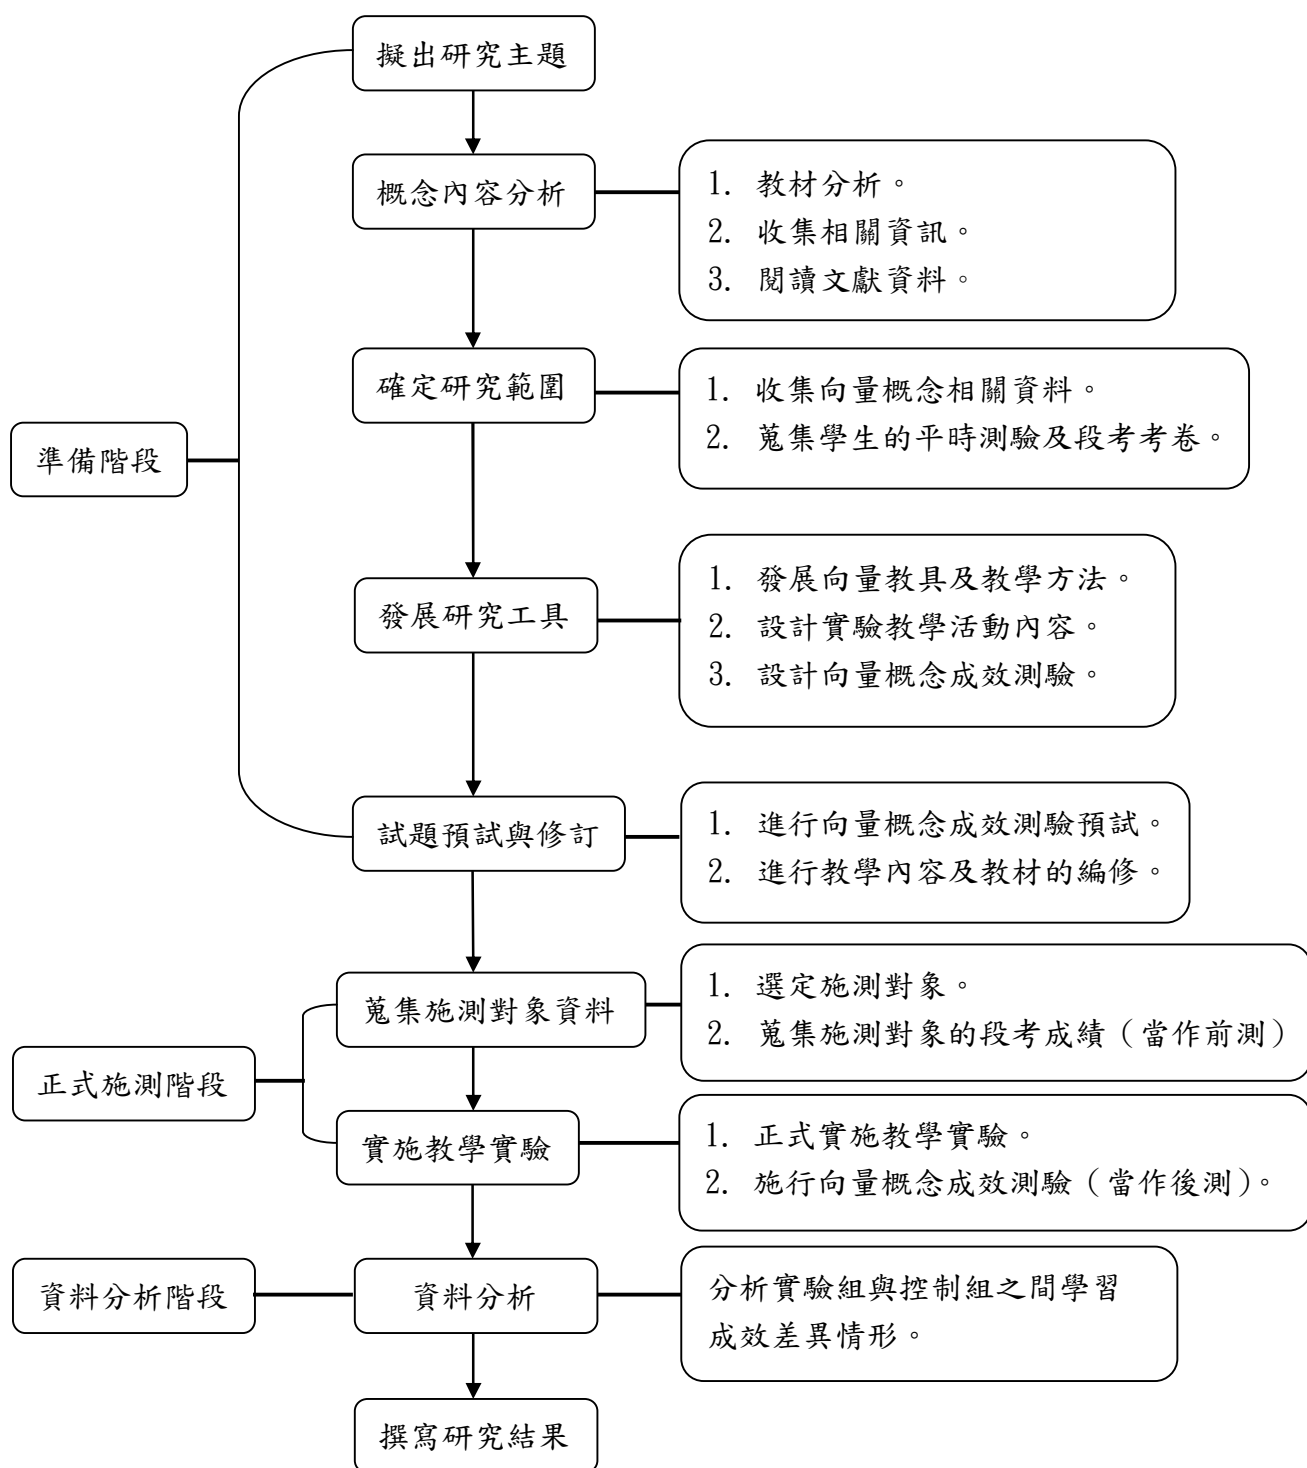 擬出研究主題
概念內容分析
1. 教材分析。
2. 收集相關資訊。
3. 閱讀文獻資料。
確定研究範圍
1. 收集向量概念相關資料。
2. 蒐集學生的平時測驗及段考考卷。
準備階段
發展研究工具
1. 發展向量教具及教學方法。
2. 設計實驗教學活動內容。
3. 設計向量概念成效測驗。
試題預試與修訂
1. 進行向量概念成效測驗預試。
2. 進行教學內容及教材的編修。
蒐集施測對象資料
1. 選定施測對象。
2. 蒐集施測對象的段考成績（當作前測）
正式施測階段
實施教學實驗
1. 正式實施教學實驗。
2. 施行向量概念成效測驗（當作後測）。
資料分析階段
資料分析
分析實驗組與控制組之間學習
成效差異情形。
撰寫研究結果